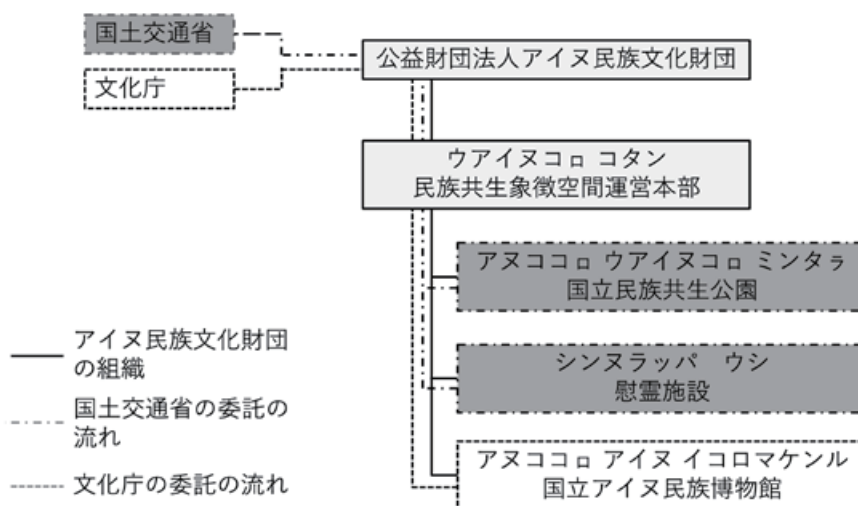 国土交通省
文化庁
公益財団法人アイヌ民族文化財団
ウアイヌコㇿ コタン
民族共生象徴空間運営本部
アヌココㇿ ウアイヌコㇿ ミンタㇻ
国立民族共生公園
シンヌラッパ　ウシ
慰霊施設
アヌココㇿ アイヌ イコロマケンル
国立アイヌ民族博物館
アイヌ民族文化財団
の組織
国土交通省の委託の
流れ
文化庁の委託の流れ